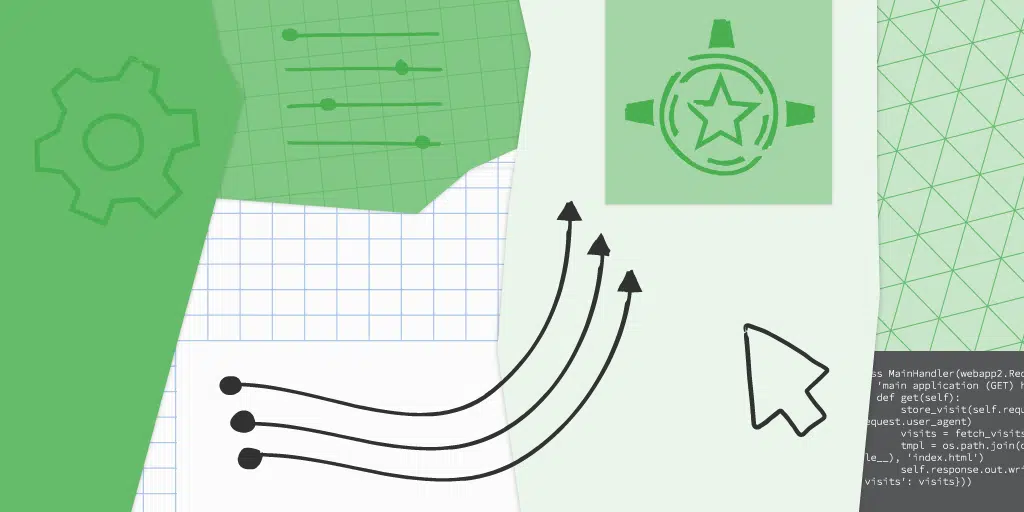 ss MainHandler(webapp2.Req
'main application (GET) h
def get(self):
store_visit(self.requ
equest.user_agent)
visits = fetch_visits
tmpl = os.path.join(o
le__), 'index.html')
self.response.out.wri
visits': visits}))